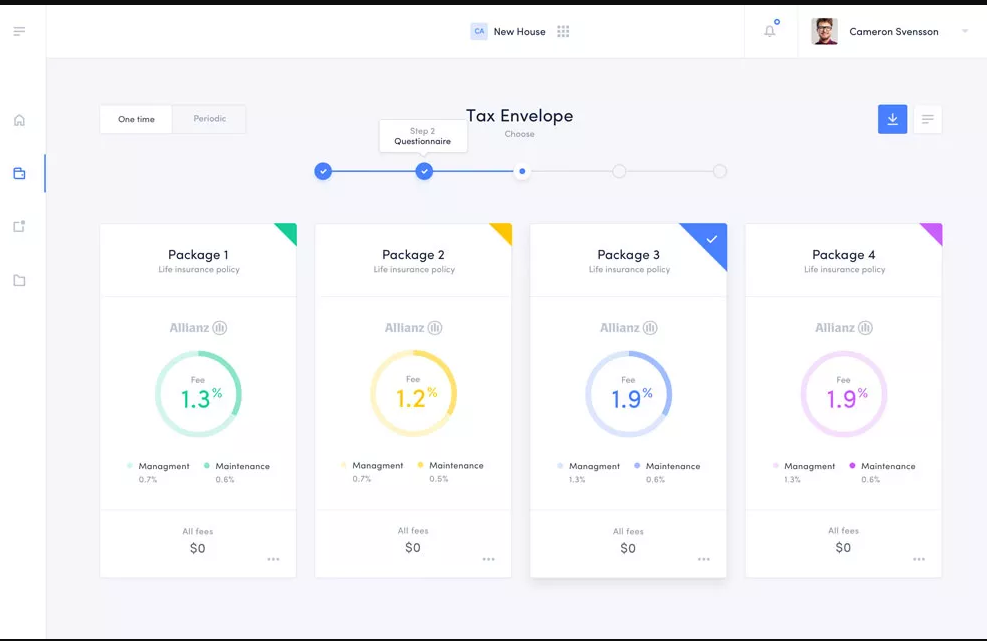 CA New House
Cameron Svensson
One time Periodic
Tax Envelope
Choose
Step 2
Questionnaire
Package 1
Life insurance policy
Allianz
Fee
1.3%
Managment Maintenance
0.7% 0.6%
All fees
$0
Package 2
Life insurance policy
Allianz
Fee
1.2%
Managment Maintenance
0.7% 0.5%
All fees
$0
Package 3
Life insurance policy
Allianz
Fee
1.9%
Managment Maintenance
1.3% 0.6%
All fees
$0
Package 4
Life insurance policy
Allianz
Fee
1.9%
Managment Maintenance
1.3% 0.6%
All fees
$0